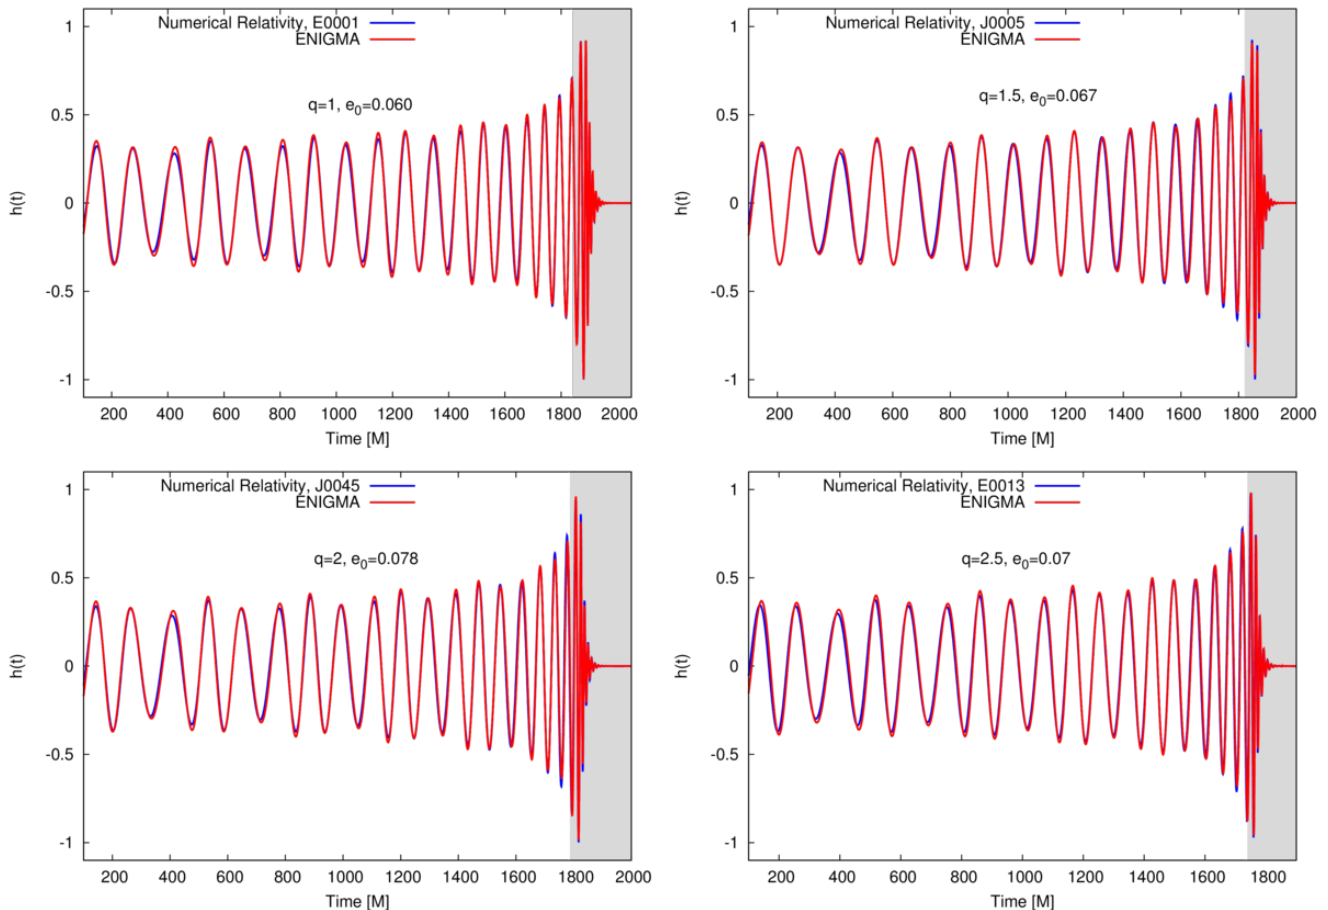 Numerical Relativity, E0001
ENIGMA
q=1, e0=0.060
h(t)
1
0.5
0
-0.5
-1
200 400 600 800 1000 1200 1400 1600 1800 2000
Time [M]
Numerical Relativity, J0005
ENIGMA
q=1.5, e0=0.067
h(t)
1
0.5
0
-0.5
-1
200 400 600 800 1000 1200 1400 1600 1800 2000
Time [M]
Numerical Relativity, J0045
ENIGMA
q=2, e0=0.078
h(t)
1
0.5
0
-0.5
-1
200 400 600 800 1000 1200 1400 1600 1800 2000
Time [M]
Numerical Relativity, E0013
ENIGMA
q=2.5, e0=0.07
h(t)
1
0.5
0
-0.5
-1
200 400 600 800 1000 1200 1400 1600 1800
Time [M]